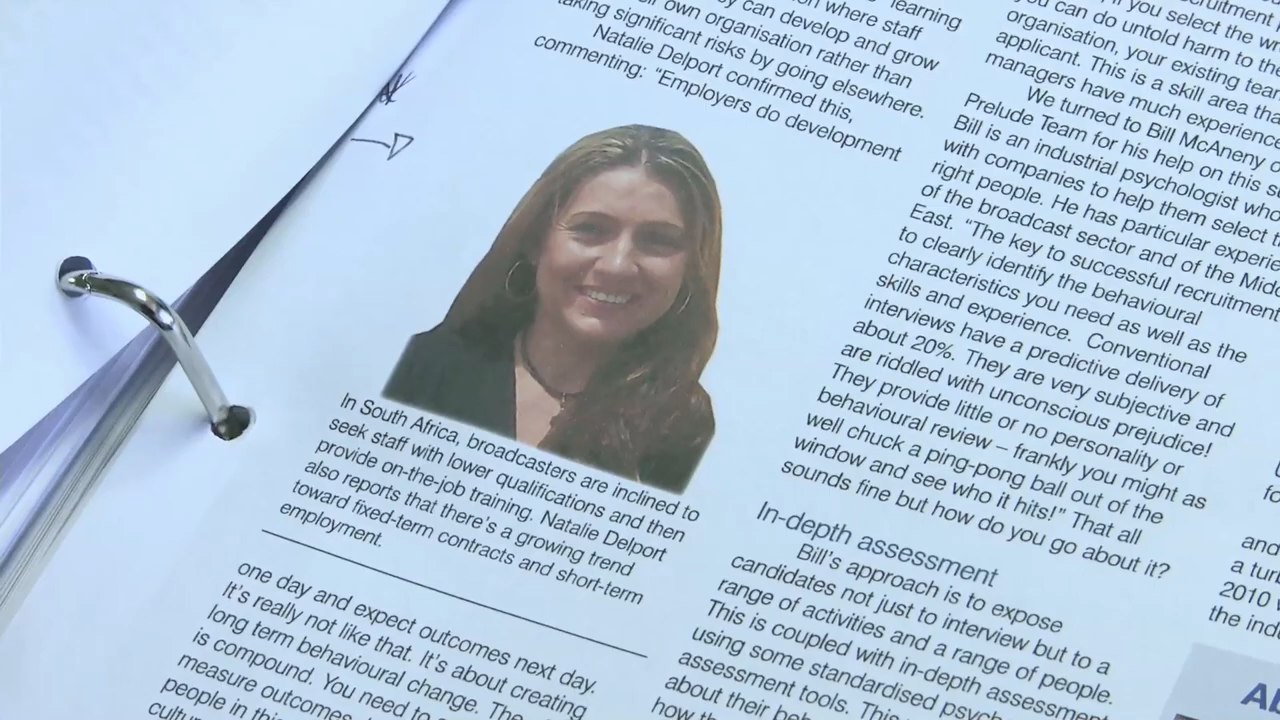 learning
on where staff
y can develop and grow
ir own organisation rather than
taking significant risks by going elsewhere.
Natalie Delport confirmed this,
commenting: "Employers do development
In South Africa, broadcasters are inclined to
seek staff with lower qualifications and then
provide on-the-job training. Natalie Delport
also reports that there's a growing trend
toward fixed-term contracts and short-term
employment.
one day and expect outcomes next day.
It's really not like that. It's about creating
long term behavioural change. The
is compound. You need to
measure outcomes
people in this
cultu
if you select the
you can do untold harm to the
organisation, your existing team
applicant. This is a skill area tha
managers have much experience
We turned to Bill McAneny o
Prelude Team for his help on this su
Bill is an industrial psychologist who
with companies to help them select t
right people. He has particular experie
of the broadcast sector and of the Midd
East. "The key to successful recruitment
to clearly identify the behavioural
characteristics you need as well as the
skills and experience. Conventional
interviews have a predictive delivery of
about 20%. They are very subjective and
are riddled with unconscious prejudice!
They provide little or no personality or
behavioural review – frankly you might as
well chuck a ping-pong ball out of the
window and see who it hits!" That all
sounds fine but how do you go about it?
In-depth assessment
Bill's approach is to expose
candidates not just to interview but to a
range of activities and a range of people.
This is coupled with in-depth assessment
using some standardised psych
assessment tools. This
about their beh
how th
fo
and
a tur
2010
the ind